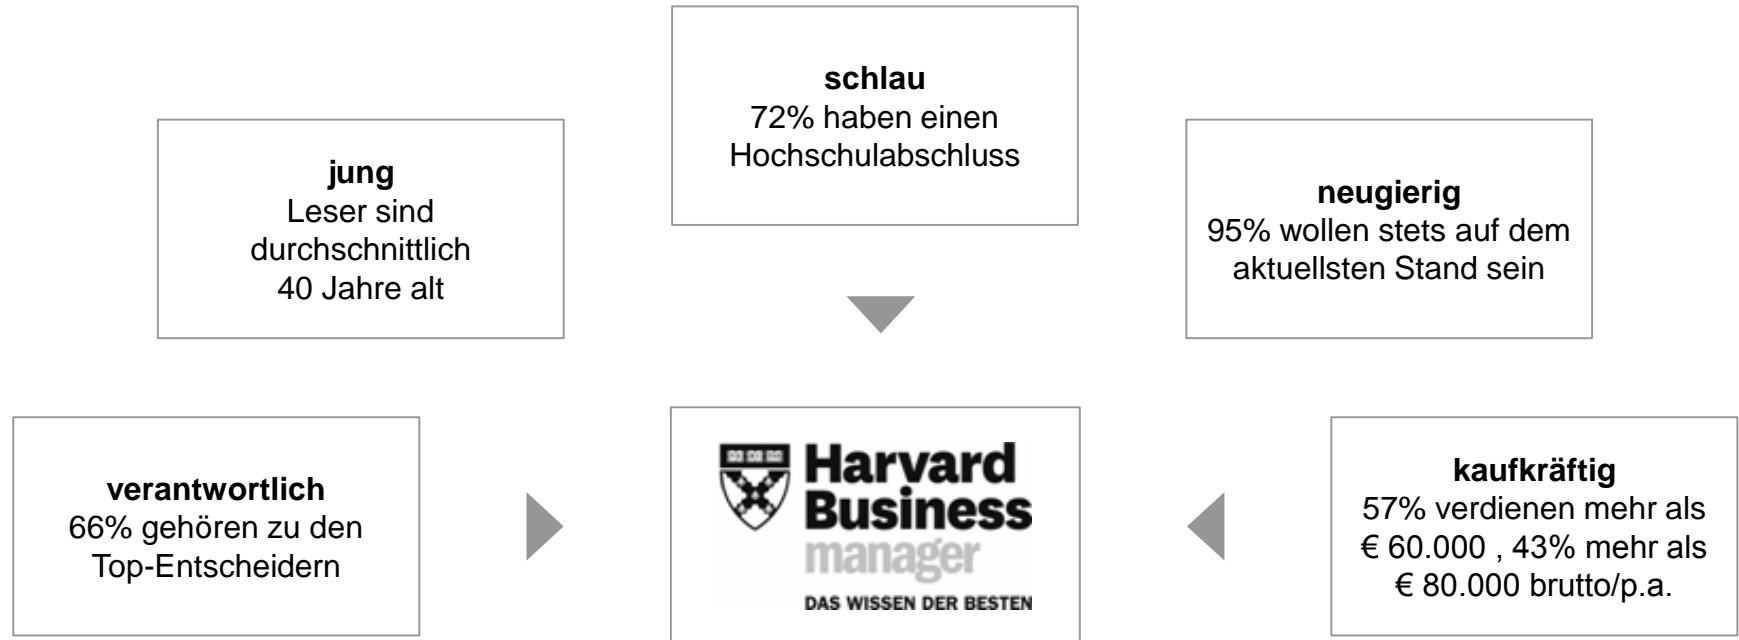 schlau
72% haben einen
Hochschulabschluss
jung
Leser sind
durchschnittlich
40 Jahre alt
neugierig
95% wollen stets auf dem
aktuellsten Stand sein
verantwortlich
66% gehören zu den
Top-Entscheidern
Harvard
Business
manager
DAS WISSEN DER BESTEN
kaufkräftig
57% verdienen mehr als
€ 60.000 , 43% mehr als
€ 80.000 brutto/p.a.